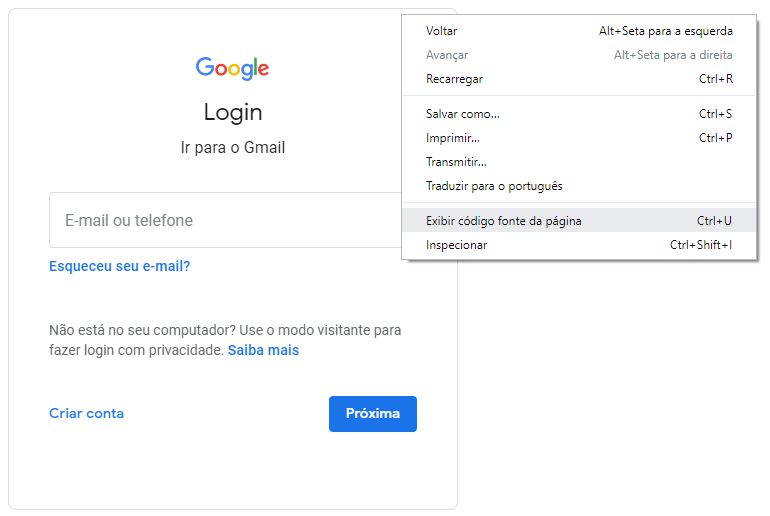 Google
Login
Ir para o Gmail
E-mail ou telefone
Esqueceu seu e-mail?
Não está no seu computador? Use o modo visitante para
fazer login com privacidade. Saiba mais
Criar conta Próxima
Voltar Alt+Seta para a esquerda
Avançar Alt+Seta para a direita
Recarregar Ctrl+R
Salvar como... Ctrl+S
Imprimir... Ctrl+P
Transmitir...
Traduzir para o português
Exibir código fonte da página Ctrl+U
Inspecionar Ctrl+Shift+I